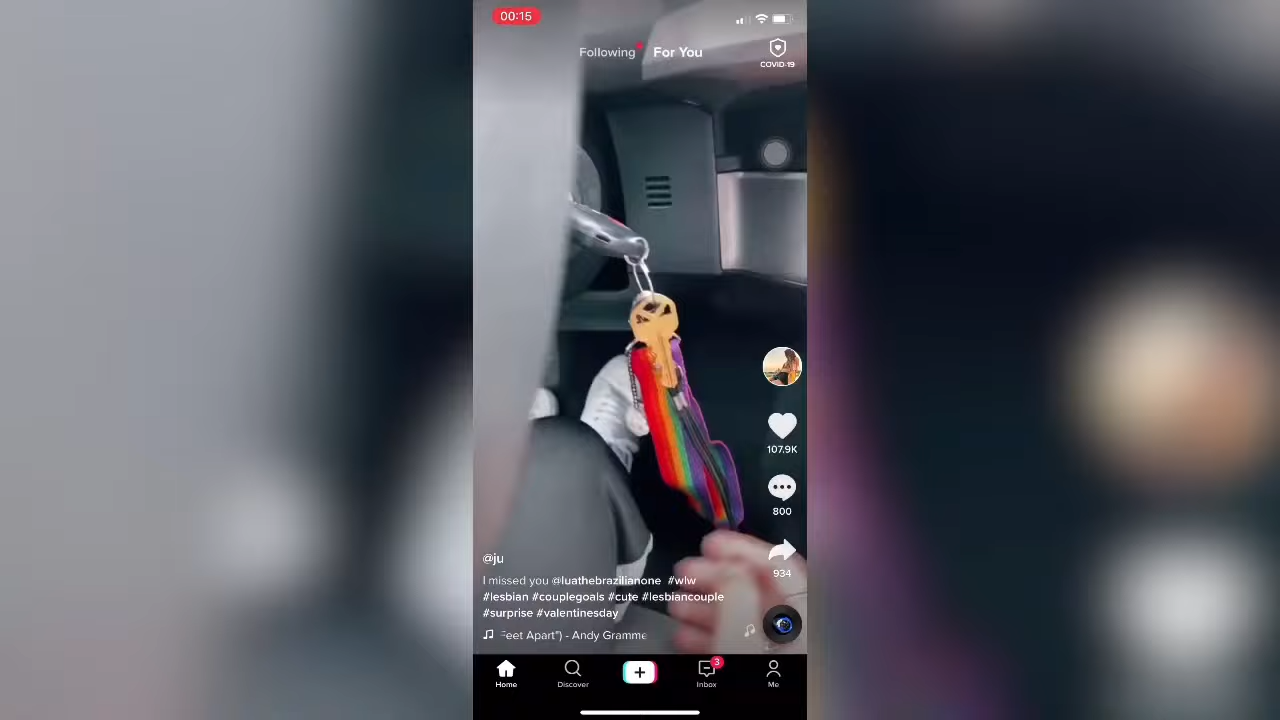 00:15
Following
For You
COVID-19
107.9K
800
934
@ju
I missed you @luathebrazilianone #wlw
#lesbian #couplegoals #cute #lesbiancouple
#surprise #valentinesday
Feet Apart") - Andy Gramme
Home
Discover
3
Inbox
Me